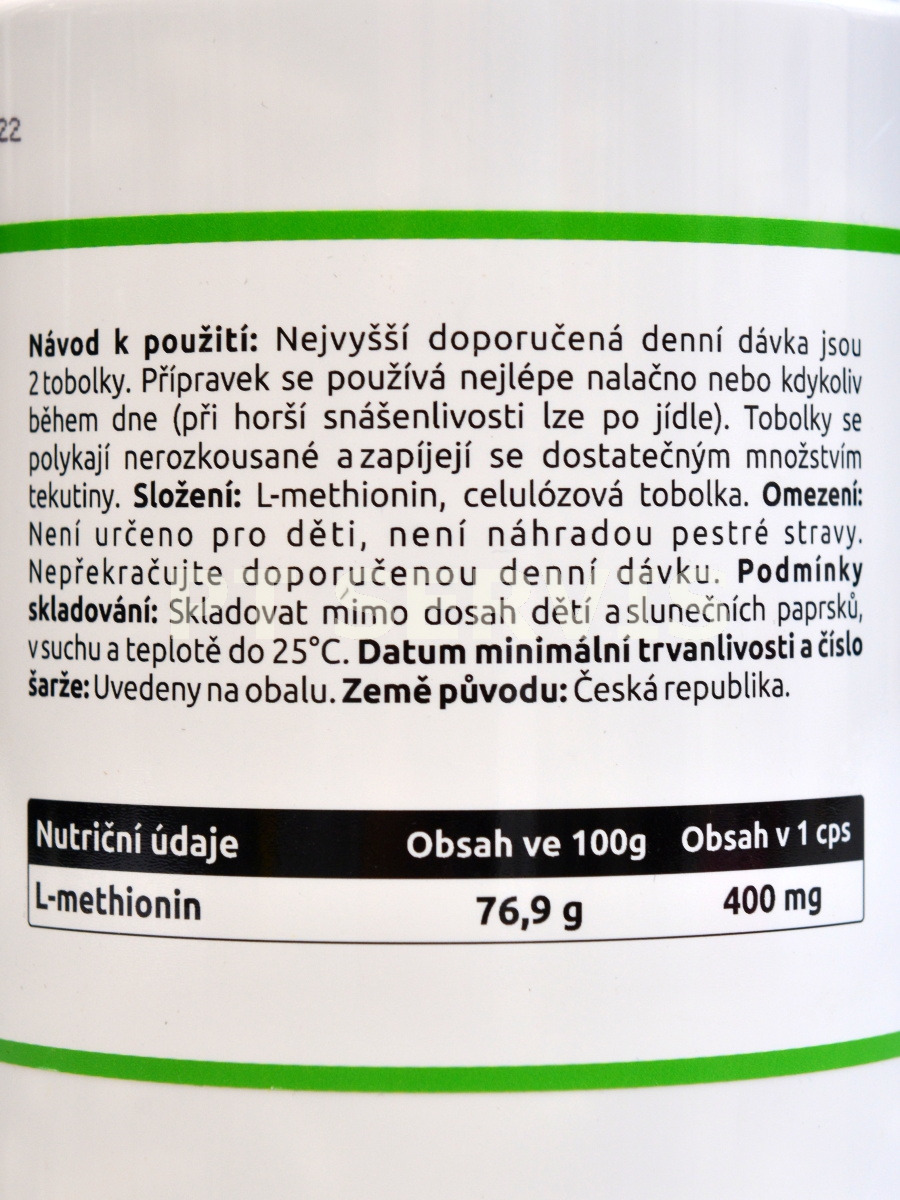 22
Návod k použití: Nejvyšší doporučená denní dávka jsou
2 tobolky. Přípravek se používá nejlépe nalačno nebo kdykoliv
během dne (při horší snášenlivosti lze po jídle). Tobolky se
polykají nerozkousané a zapíjejí se dostatečným množstvím
tekutiny. Složení: L-methionin, celulózová tobolka. Omezení:
Není určeno pro děti, není náhradou pestré stravy.
Nepřekračujte doporučenou denní dávku. Podmínky
skladování: Skladovat mimo dosah dětí a slunečních paprsků,
v suchu a teplotě do 25°C. Datum minimální trvanlivosti a číslo
šarže: Uvedeny na obalu. Země původu: Česká republika.
Nutriční údaje Obsah ve 100g Obsah v 1 cps
L-methionin 76,9 g 400 mg